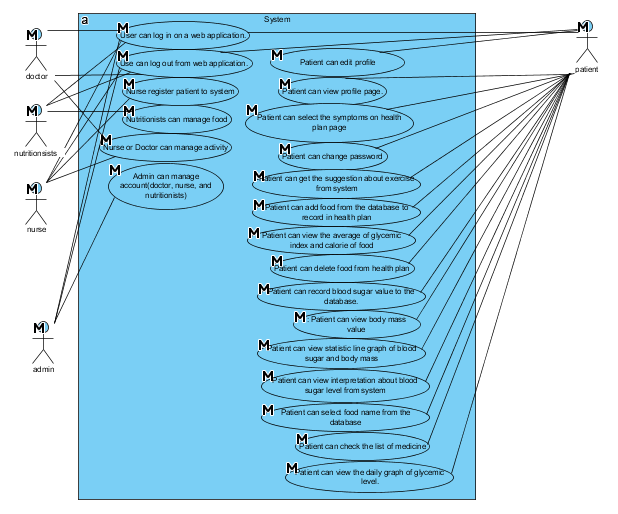 a
System
User can log in on a web application.
Use can log out from web application.
Nurse register patient to system
Nutritionists can manage food
Nurse or Doctor can manage adivity
Admin can manage
account(doctor, nurse, and
nutritionists)
doctor
nutritionsists
nurse
admin
Patient can edit profile
Patient can view profile page.
Patient can select the symptoms on health
plan page
Patient can change password
Patient can get the suggestion about exercise
from system
Patient can add food from the database to
record in health plan
Patient can view the average of glycemic
index and calorie of food
Patient can delete food from health plan
Patient can record blood sugar value to the
database.
: Patient can view body mass
value
Patient can view statistic line graph of blood
sugar and body mass
Patient can view interpretation about blood
sugar level from system
Patient can select food name from the
database
Patient can check the list of medicine
Patient can view the daily graph of glycemic
level.
patient